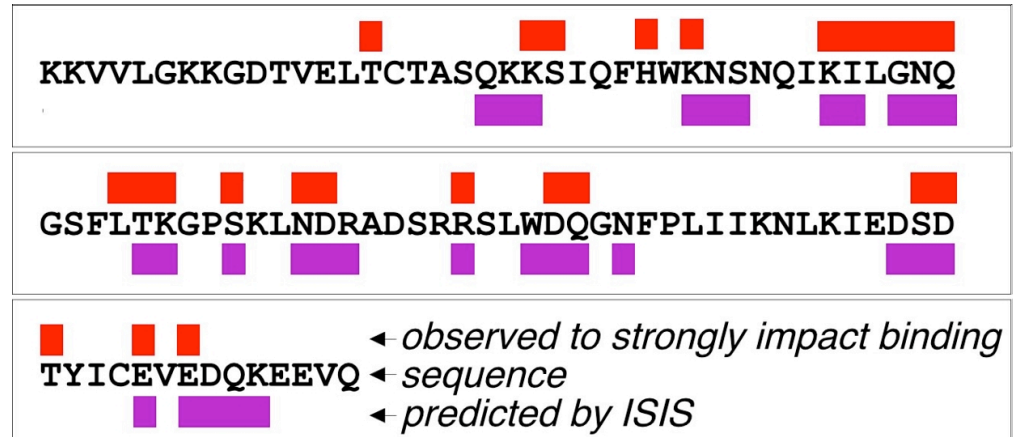 KKVVLGKKGDTVELTCTASQKKSIQFHWKNSNQIKILGNQ
GSFLTKGPSKLNDRADSRRSLWDQGNFPLIIKNLKIEDSD
← observed to strongly impact binding
TYICEVEDQKEEVQ ← sequence
← predicted by ISIS